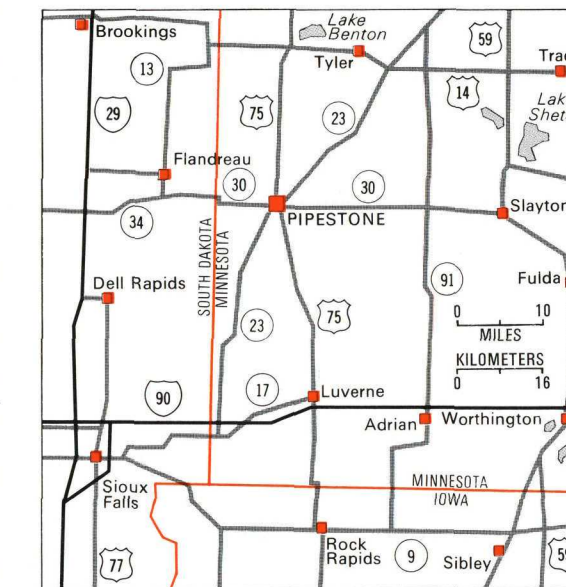 Brookings
Lake
Benton
Tyler
59
13
14
29
75
23
Flandreau
30
30
PIPESTONE
Slayton
34
SOUTH DAKOTA
MINNESOTA
Dell Rapids
91
Fulda
0 10
MILES
KILOMETERS
0 16
23
75
90
17
Luverne
Adrian
Worthington
Sioux
Falls
MINNESOTA
IOWA
Rock
Rapids
9
Sibley
77
Trac
Lak
Shet
59